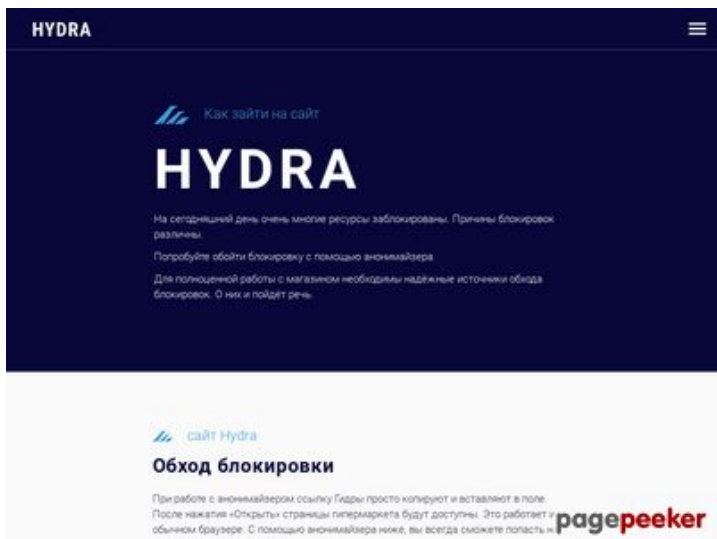 HYDRA
Как зайти на сайт
HYDRA
На сегодняшний день очень многие ресурсы заблокированы. Причины блокировок
различны.
Попробуйте обойти блокировку с помощью анонимайзера
Для полноценной работы с магазином необходимы надёжные источники обхода
блокировок. О них и пойдёт речь.
сайт Hydra
Обход блокировки
При работе с анонимайзером ссылку Гидры просто копируют и вставляют в поле.
После нажатия «Открыть» страницы гипермаркета будут доступны. Это работает и
обычном браузере. С помощью анонимайзера ниже, вы всегда сможете попасть н
pagepeeker